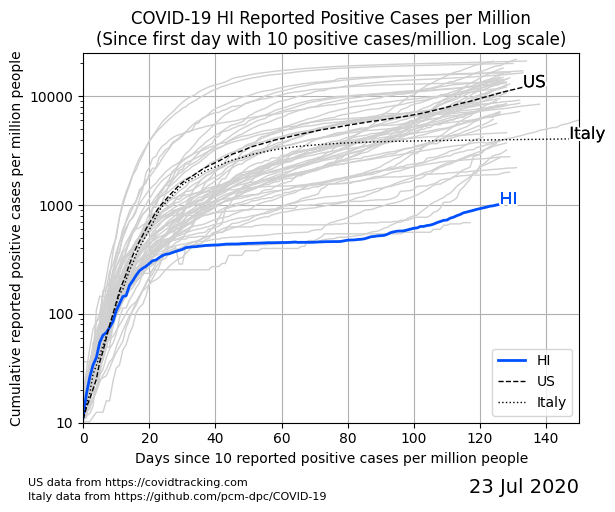 COVID-19 HI Reported Positive Cases per Million
(Since first day with 10 positive cases/million. Log scale)
Cumulative reported positive cases per million people
10000
1000
100
10
US
Italy
HI
HI
US
Italy
0 20 40 60 80 100 120 140
Days since 10 reported positive cases per million people
US data from https://covidtracking.com
Italy data from https://github.com/pcm-dpc/COVID-19
23 Jul 2020